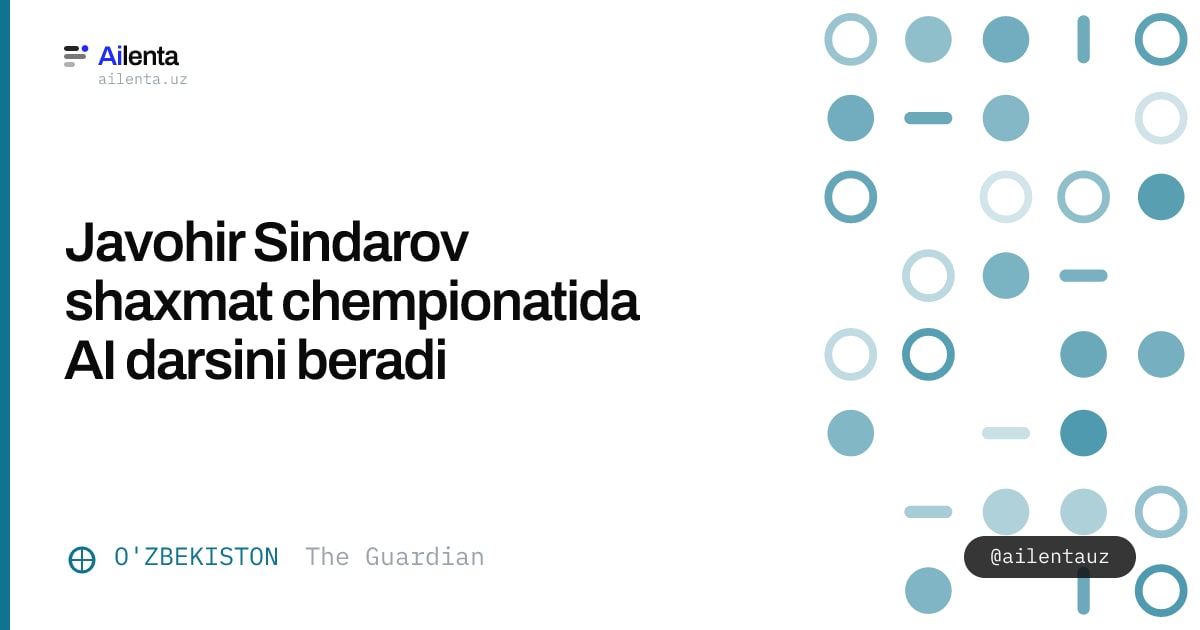 Ailenta
ailenta.uz
Javohir Sindarov
shaxmat chempionatida
AI darsini beradi
O'ZBEKISTON The Guardian
@ailentauz